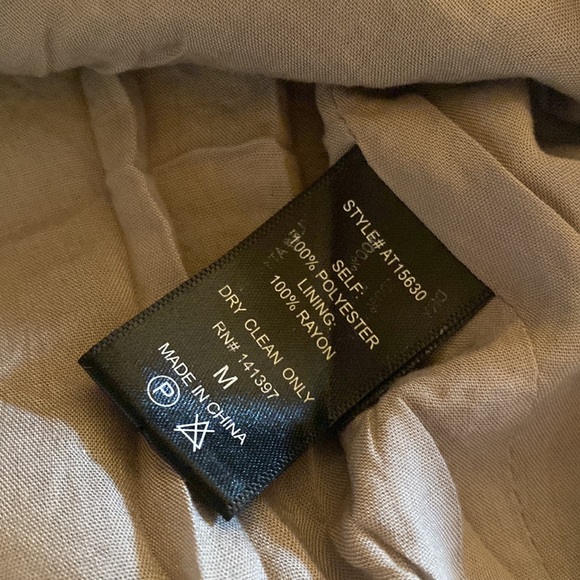 STYLE# AT15630
SELF:
100% POLYESTER
LINING:
100% RAYON
DRY CLEAN ONLY
RN# 141397
M
MADE IN CHINA
P